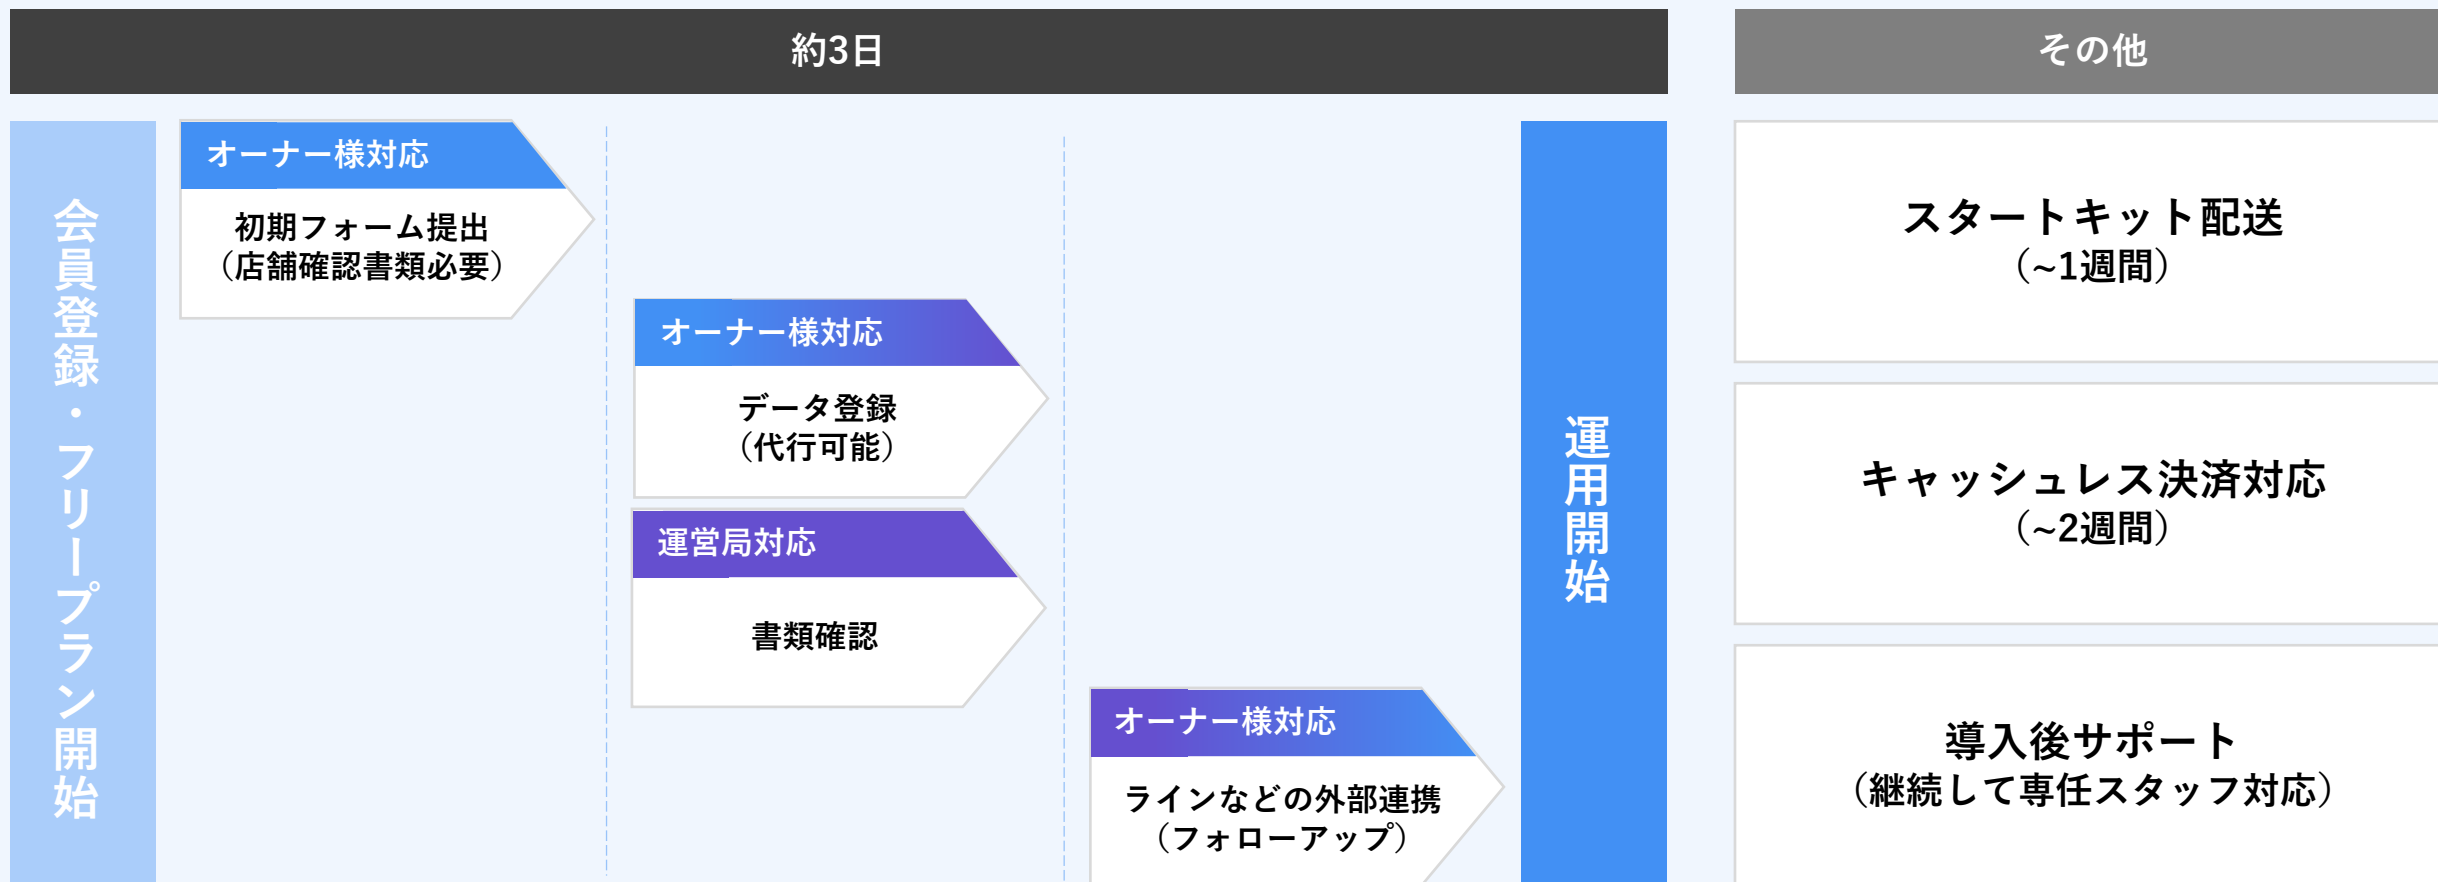 約3日
その他
会員登録・フリープラン開始
オーナー様対応
初期フォーム提出
（店舗確認書類必要）
オーナー様対応
データ登録
（代行可能）
運営局対応
書類確認
オーナー様対応
ラインなどの外部連携
（フォローアップ）
運用開始
スタートキット配送
（~1週間）
キャッシュレス決済対応
（~2週間）
導入後サポート
（継続して専任スタッフ対応）